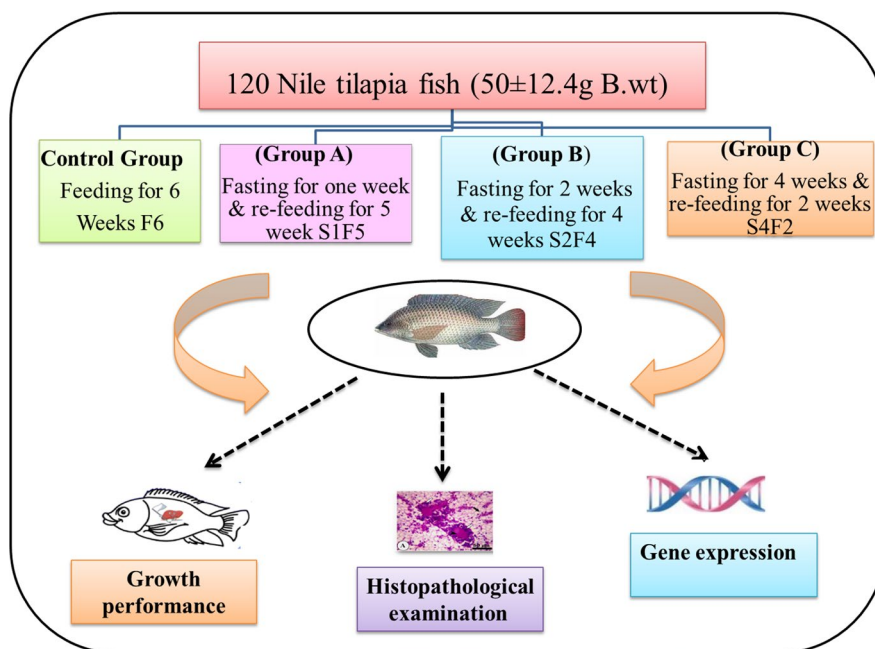 120 Nile tilapia fish (50±12.4g B.wt)
Control Group
Feeding for 6
Weeks F6
(Group A)
Fasting for one week
& re-feeding for 5
week S1F5
(Group B)
Fasting for 2 weeks
& re-feeding for 4
weeks S2F4
(Group C)
Fasting for 4 weeks &
re-feeding for 2 weeks
S4F2
A
Growth
performance
Histopathological
examination
Gene expression